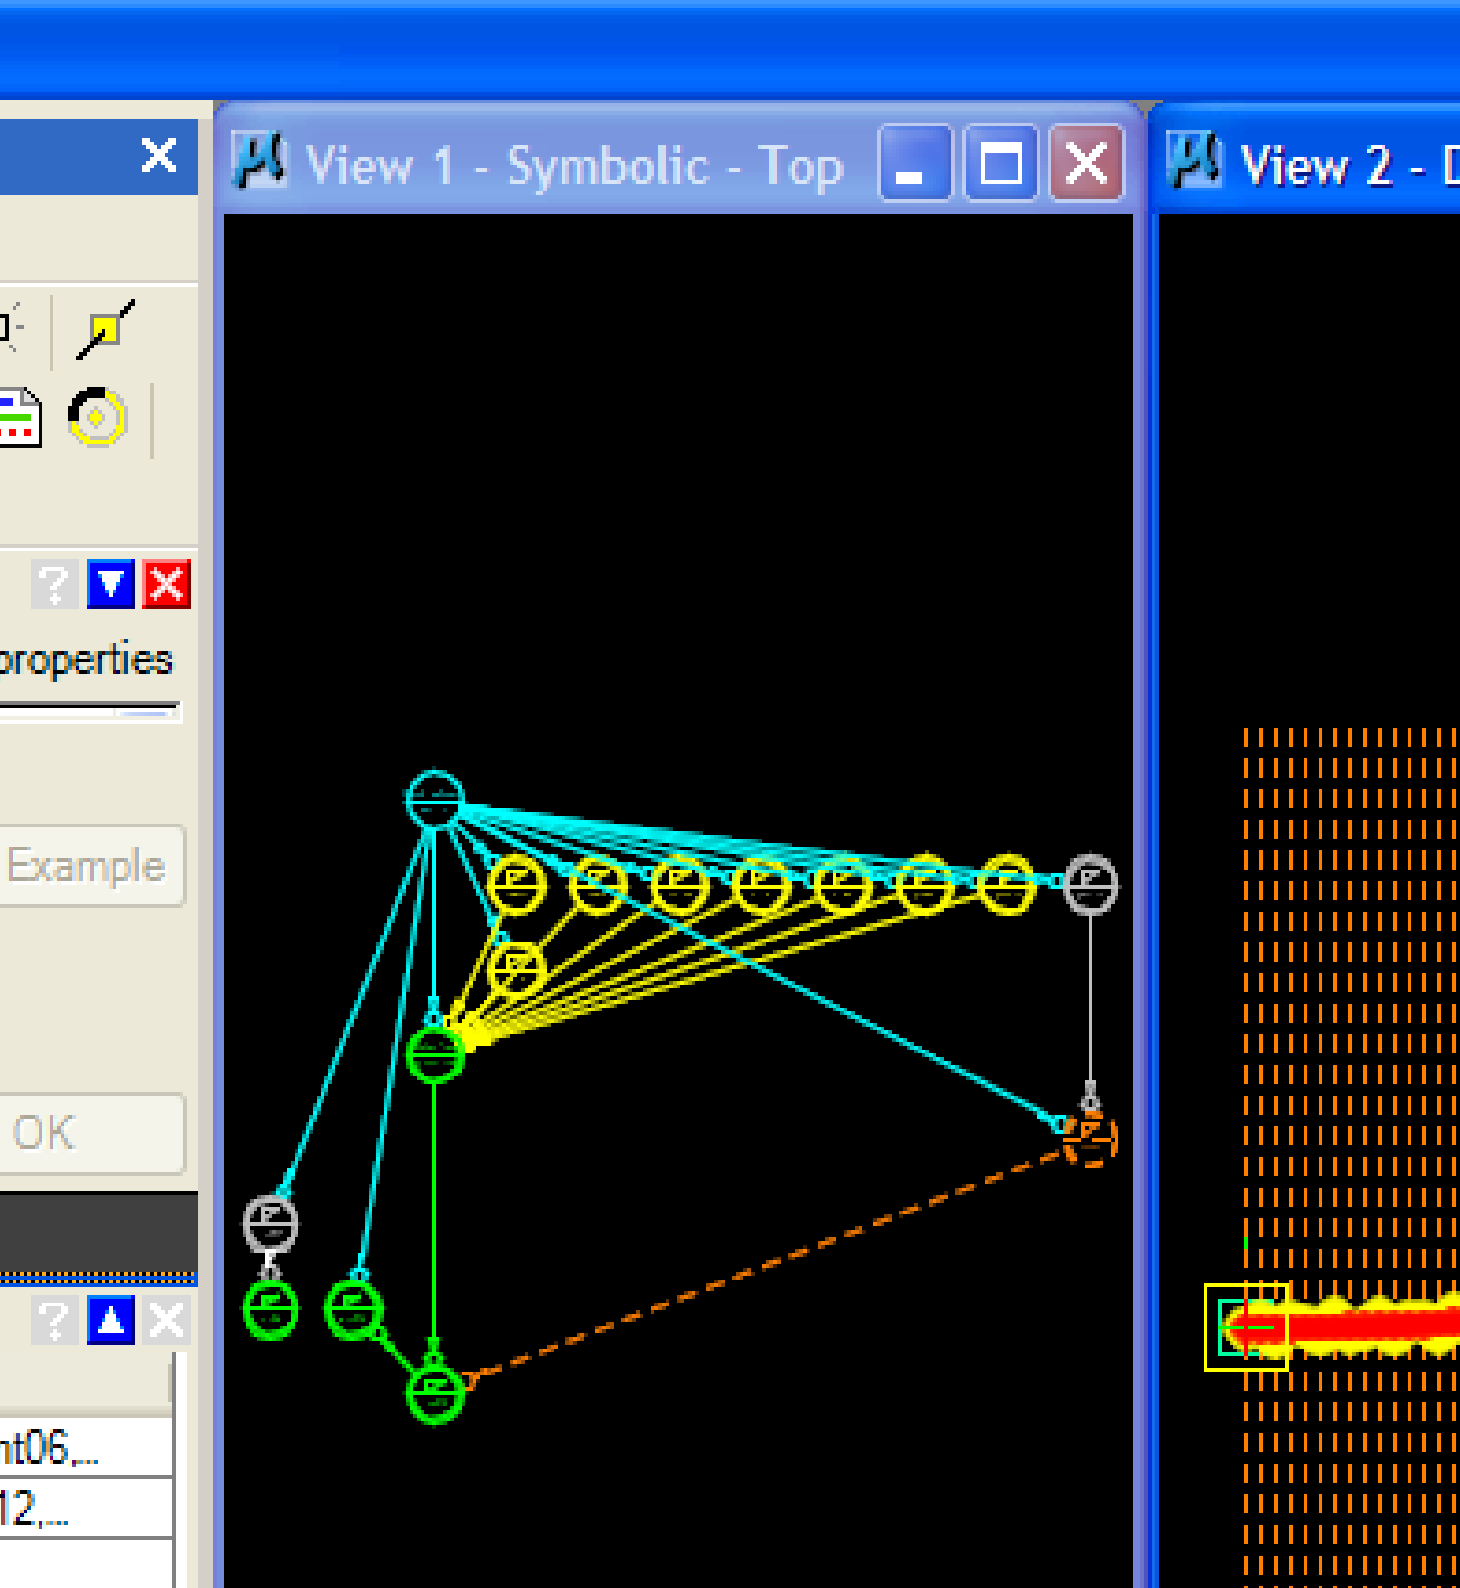 View 1 - Symbolic - Top
View 2 -
properties
Example
OK
nt06,...
12,...